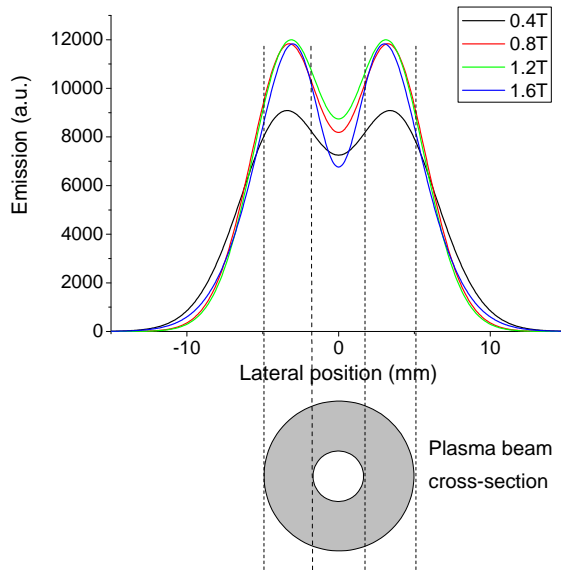 0.4T
0.8T
1.2T
1.6T
Emission (a.u.)
12000
10000
8000
6000
4000
2000
0
-10
0
10
Lateral position (mm)
Plasma beam
cross-section